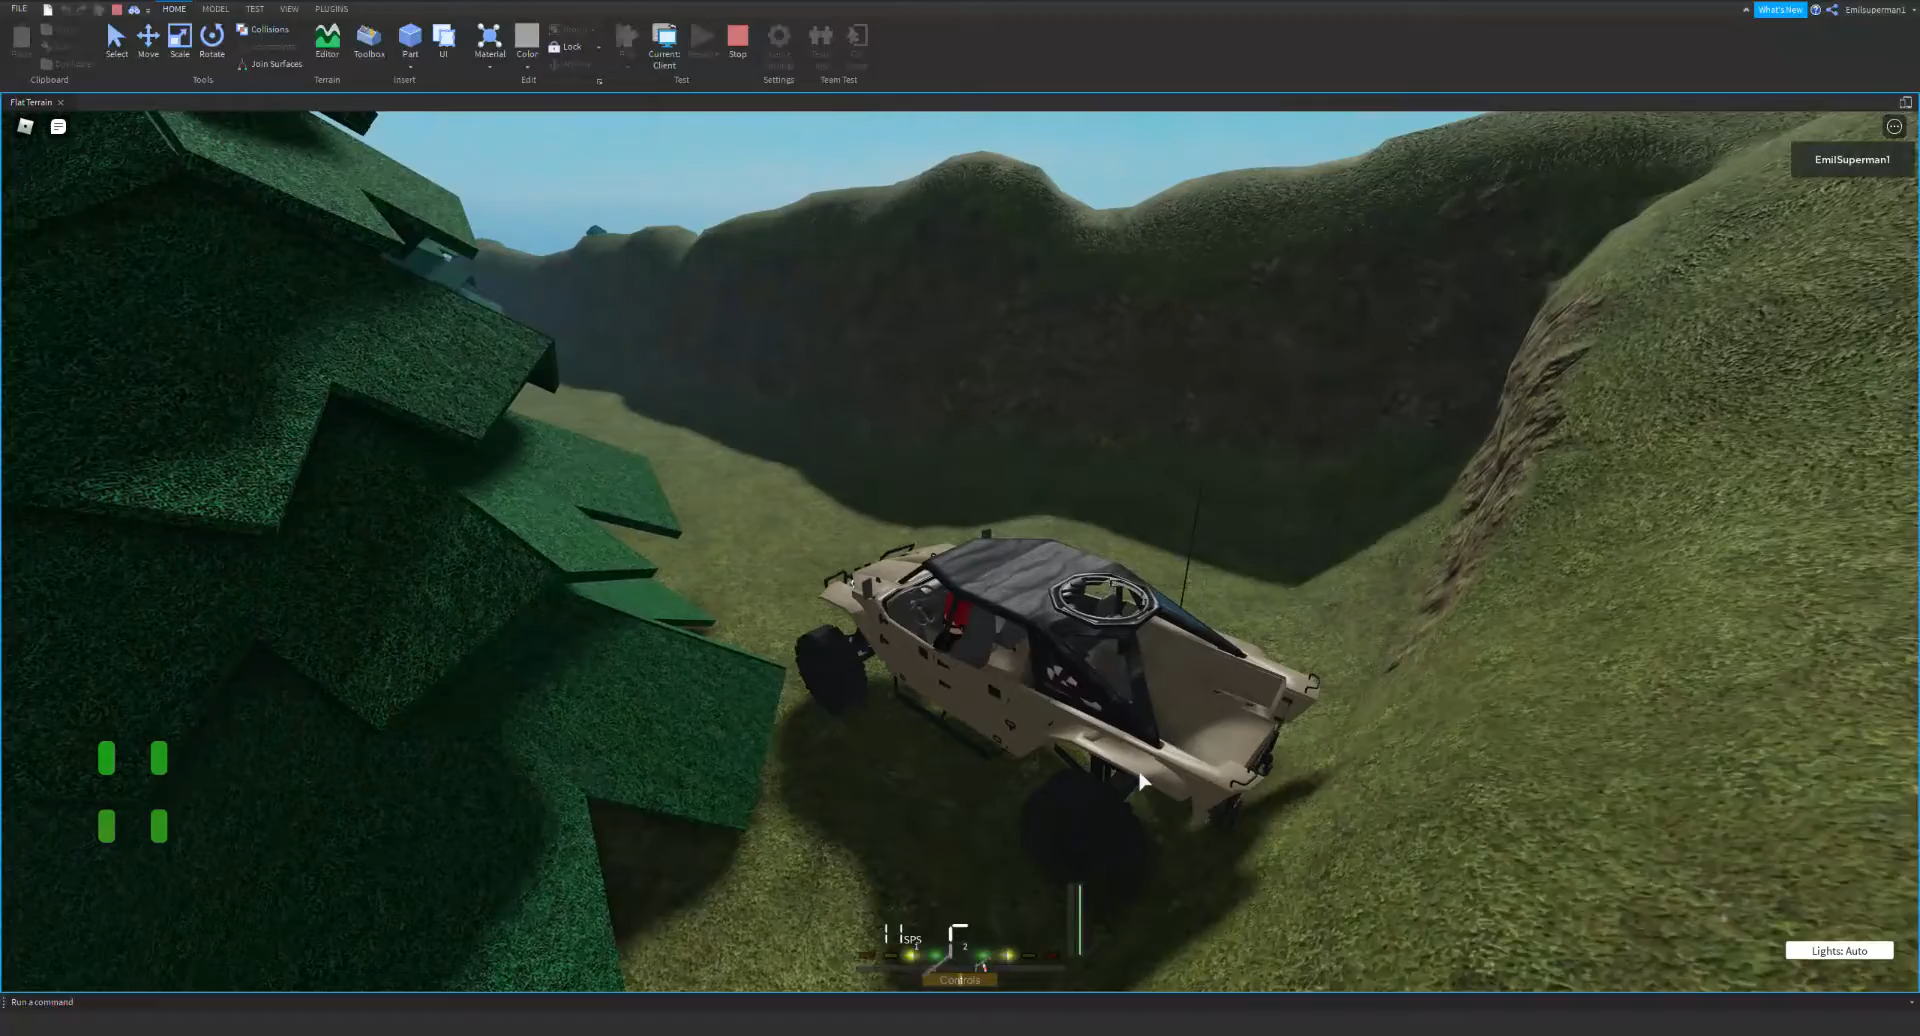 FILE HOME MODEL TEST VIEW PLUGINS What's New Emilsuperman1
Collisions
Join Surfaces
Select Move Scale Rotate Editor Toolbox Part UI Material Color Lock Current: Client Stop
Clipboard Tools Terrain Insert Edit Test Settings Team Test
Flat Terrain
EmilSuperman1
SPS
1 2
Controls
Lights: Auto
Run a command